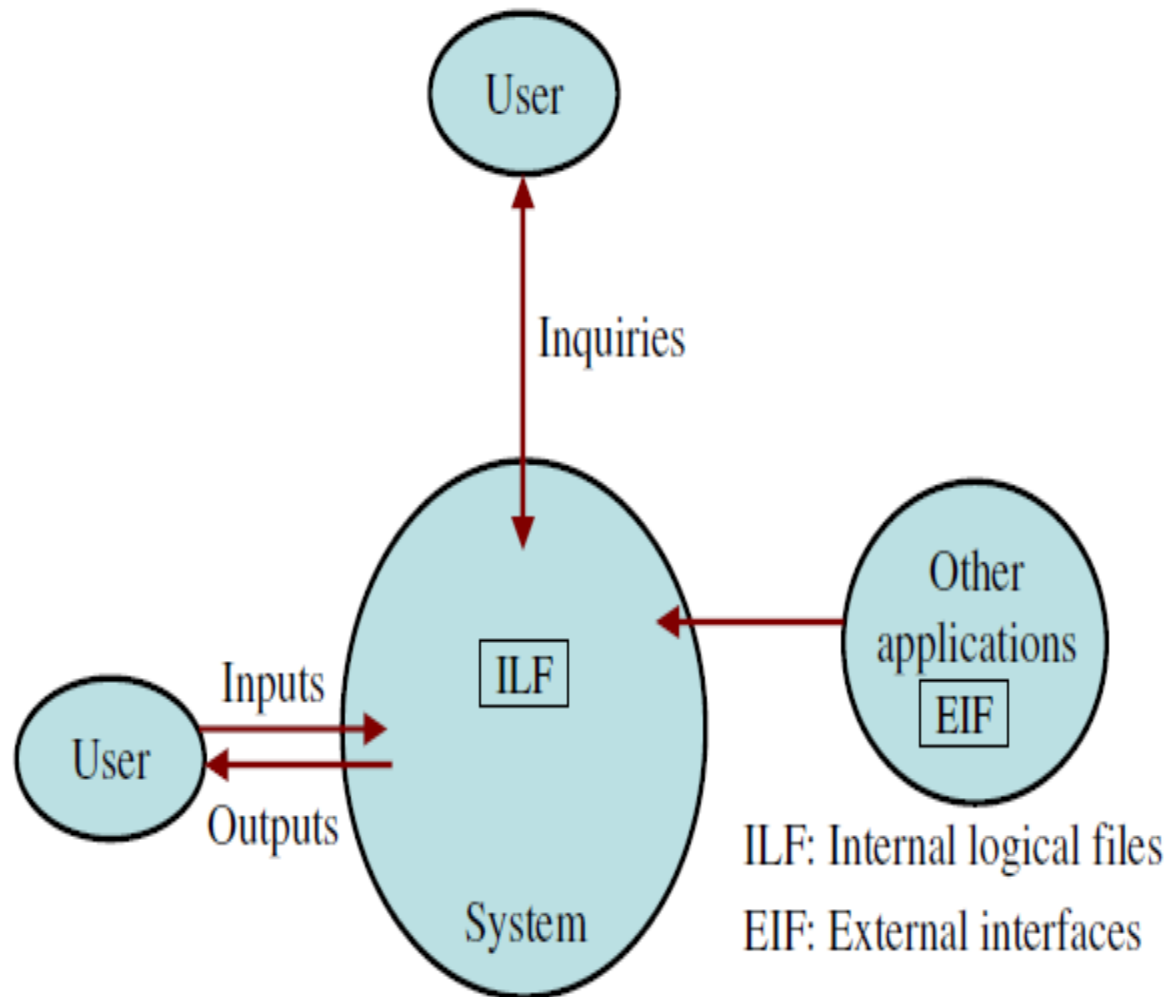 User
Inquiries
Other
applications
EIF
ILF
Inputs
User
Outputs
System
ILF: Internal logical files
EIF: External interfaces